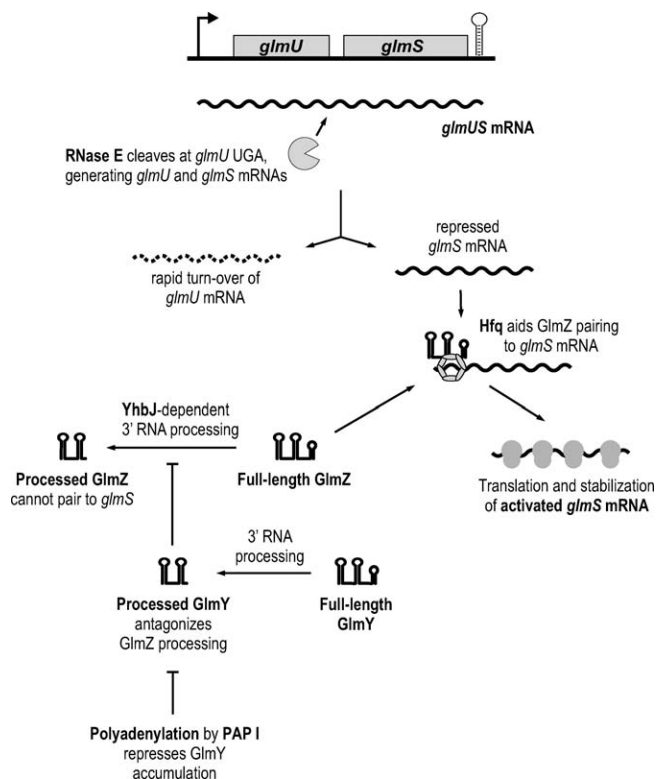 glmU
glmS
glmUS mRNA
RNase E cleaves at glmU UGA,
generating glmU and glmS mRNAs
repressed
glmS mRNA
rapid turn-over of
glmU mRNA
Hfq aids GlmZ pairing
to glmS mRNA
YhbJ-dependent
3' RNA processing
Processed GlmZ
cannot pair to glmS
Full-length GlmZ
Translation and stabilization
of activated glmS mRNA
3' RNA
processing
Processed GlmY
antagonizes
GlmZ processing
Full-length
GlmY
Polyadenylation by PAP I
represses GlmY
accumulation